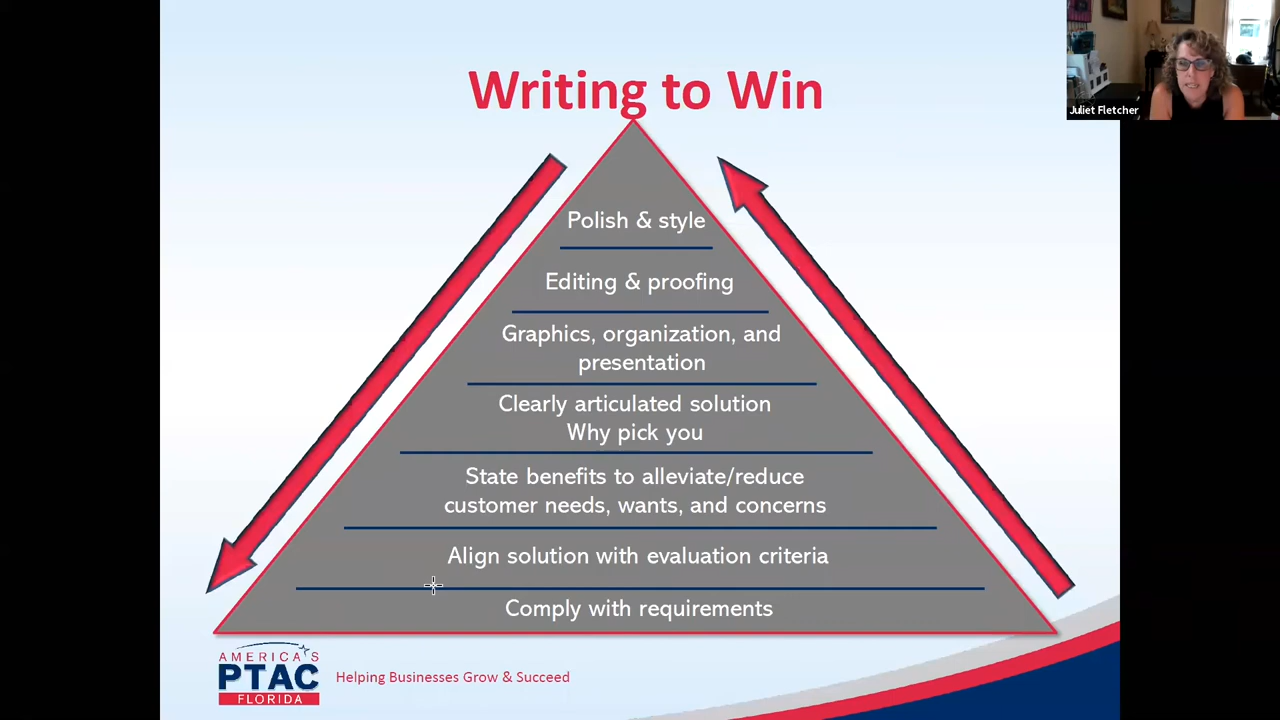 Writing to Win
Juliet Fletcher
Polish & style
Editing & proofing
Graphics, organization, and
presentation
Clearly articulated solution
Why pick you
State benefits to alleviate/reduce
customer needs, wants, and concerns
Align solution with evaluation criteria
Comply with requirements
AMERICA'S
PTAC
FLORIDA
Helping Businesses Grow & Succeed